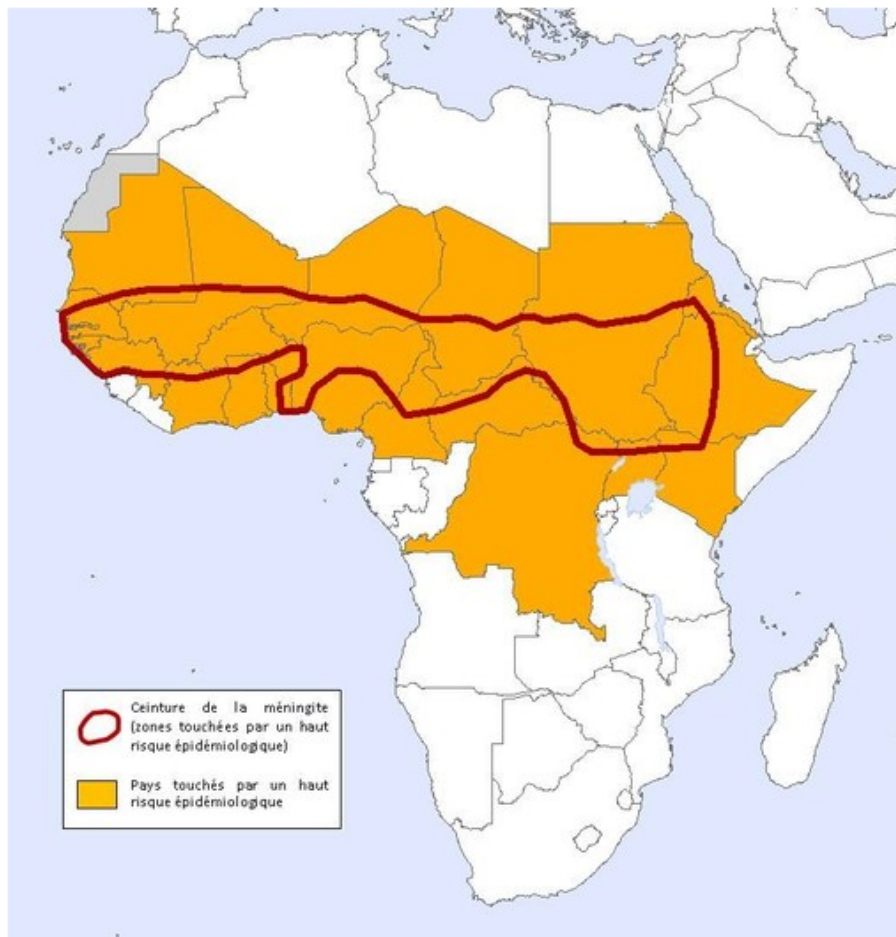 Ceinture de la méningite
(zones touchées par un haut
risque épidémiologique)
Pays touchés par un haut
risque épidémiologique